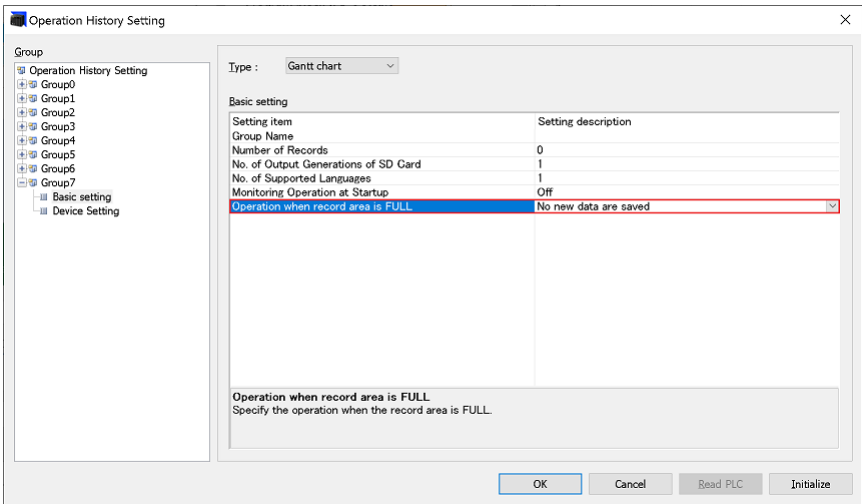 Operation History Setting
Group
Operation History Setting
Group0
Group1
Group2
Group3
Group4
Group5
Group6
Group7
Basic setting
Device Setting
Type : Gantt chart
Basic setting
Setting item Setting description
Group Name
Number of Records 0
No. of Output Generations of SD Card 1
No. of Supported Languages 1
Monitoring Operation at Startup Off
Operation when record area is FULL No new data are saved
Operation when record area is FULL
Specify the operation when the record area is FULL.
OK Cancel Read PLC Initialize